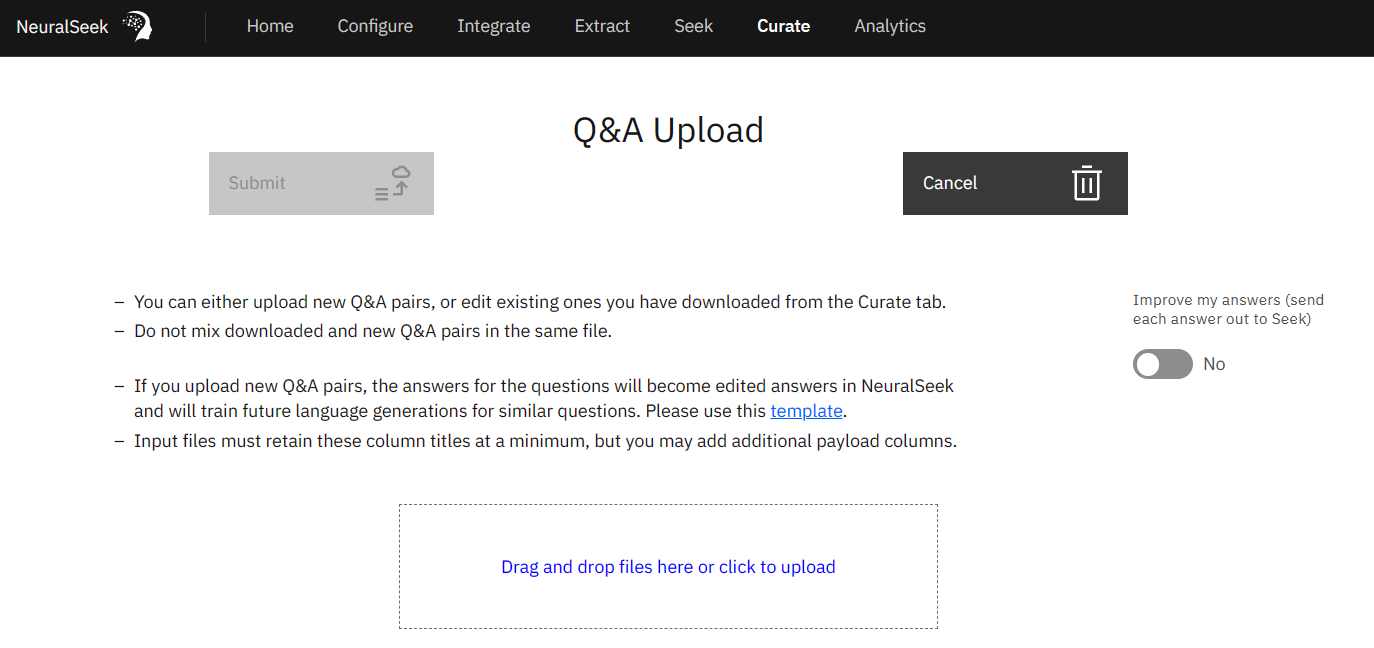 NeuralSeek
Home Configure Integrate Extract Seek Curate Analytics
Q&A Upload
Submit
Cancel
– You can either upload new Q&A pairs, or edit existing ones you have downloaded from the Curate tab.
– Do not mix downloaded and new Q&A pairs in the same file.
– If you upload new Q&A pairs, the answers for the questions will become edited answers in NeuralSeek
and will train future language generations for similar questions. Please use this template.
– Input files must retain these column titles at a minimum, but you may add additional payload columns.
Improve my answers (send
each answer out to Seek)
No
Drag and drop files here or click to upload